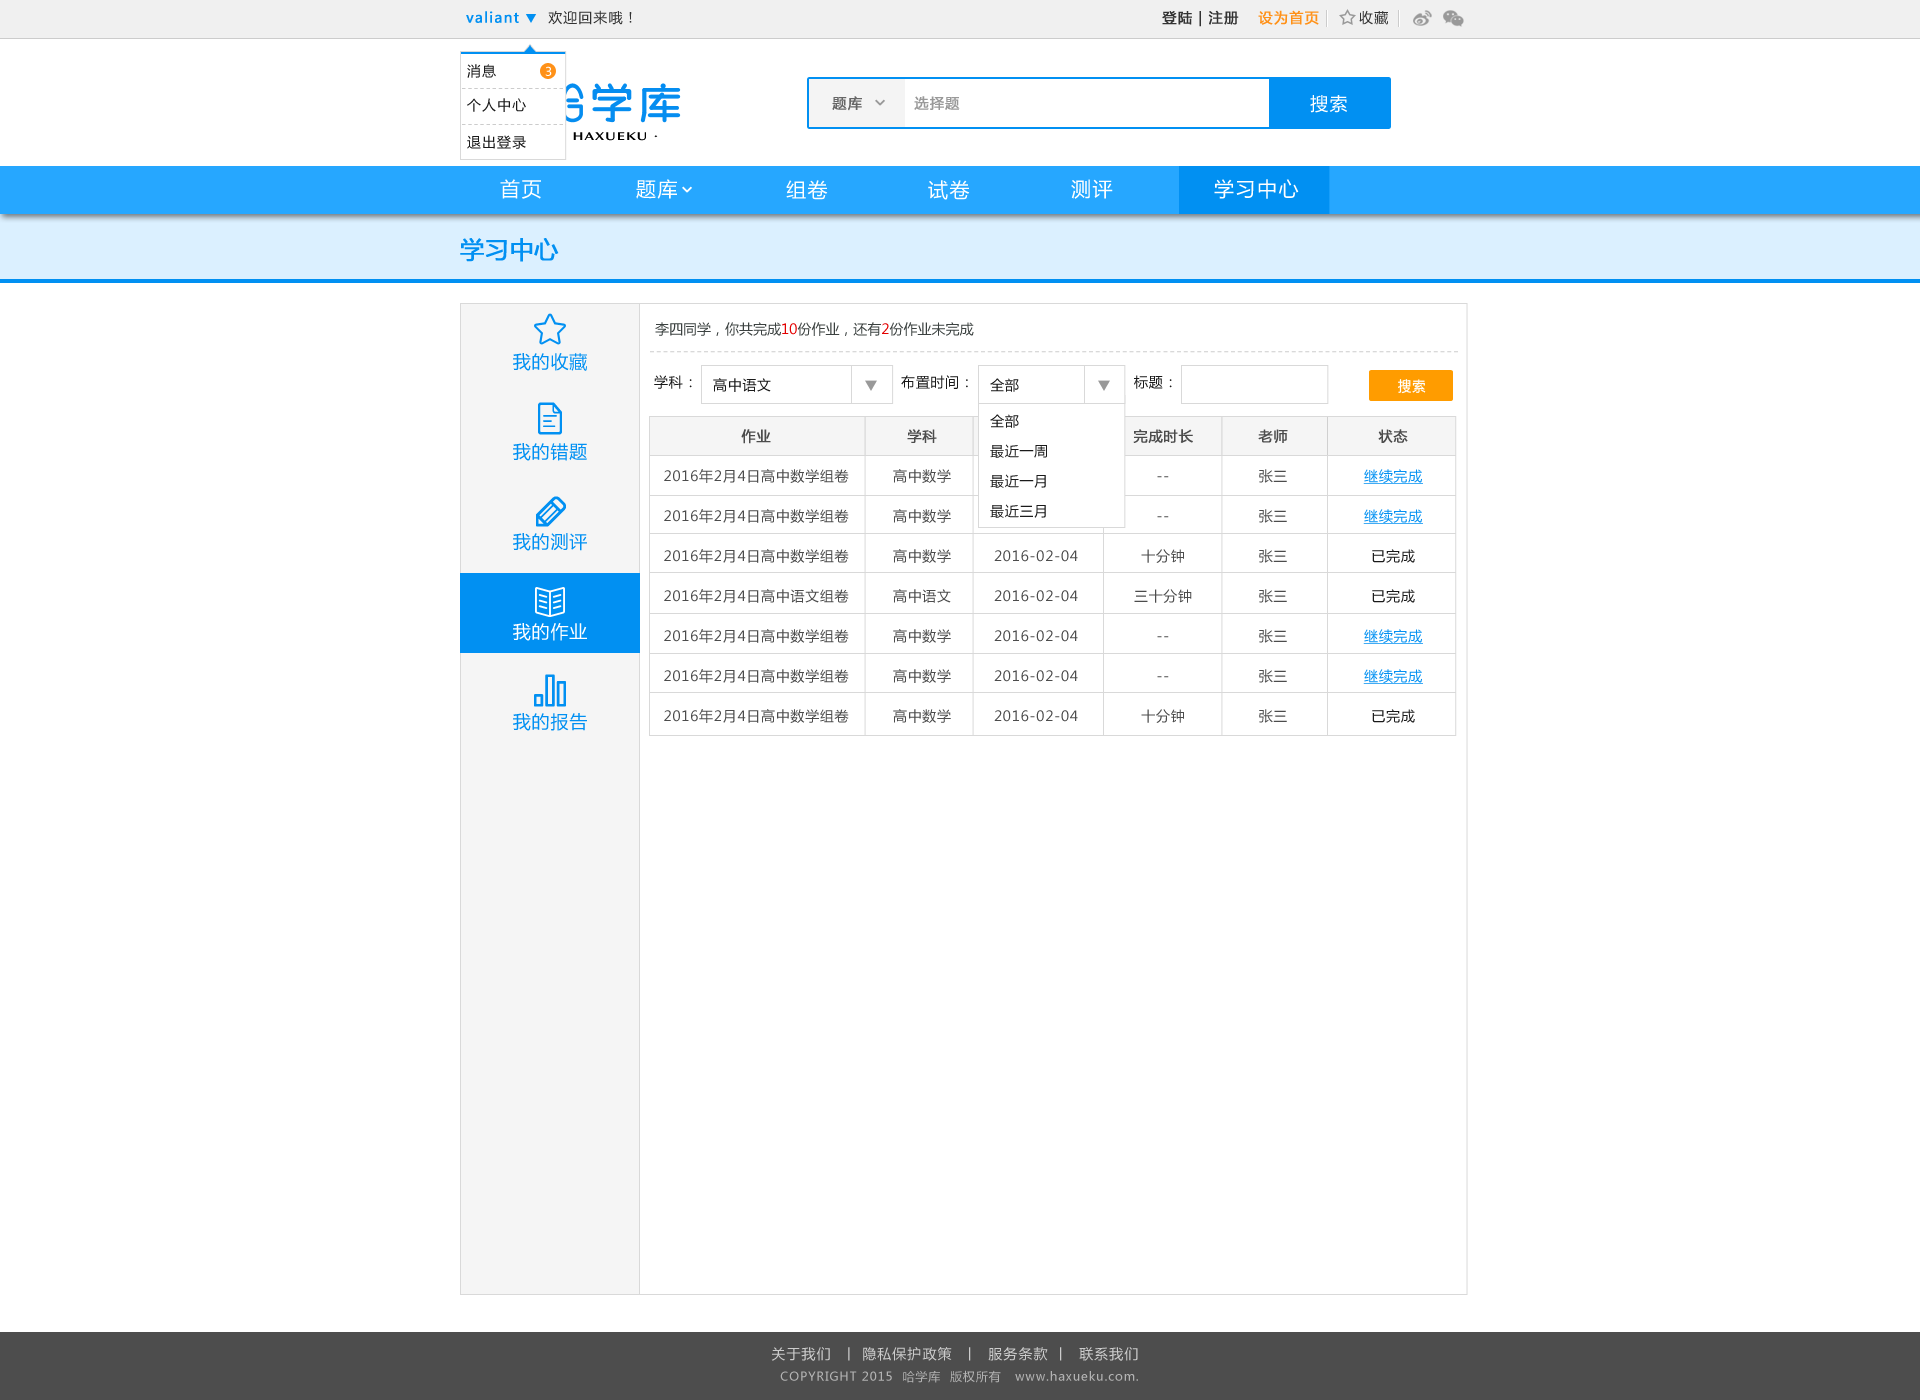 valiant ▼ 欢迎回来哦！ 登陆 | 注册 设为首页 收藏
消息 3
个人中心
退出登录
哈学库
HAXUEKU ·
题库 选择题 搜索
首页 题库 组卷 试卷 测评 学习中心
学习中心
我的收藏
我的错题
我的测评
我的作业
我的报告
李四同学，你共完成10份作业，还有2份作业未完成
学科： 高中语文 ▼ 布置时间： 全部 ▼ 标题： 搜索
全部
最近一周
最近一月
最近三月
作业 学科 完成时长 老师 状态
2016年2月4日高中数学组卷 高中数学 -- 张三 继续完成
2016年2月4日高中数学组卷 高中数学 -- 张三 继续完成
2016年2月4日高中数学组卷 高中数学 2016-02-04 十分钟 张三 已完成
2016年2月4日高中语文组卷 高中语文 2016-02-04 三十分钟 张三 已完成
2016年2月4日高中数学组卷 高中数学 2016-02-04 -- 张三 继续完成
2016年2月4日高中数学组卷 高中数学 2016-02-04 -- 张三 继续完成
2016年2月4日高中数学组卷 高中数学 2016-02-04 十分钟 张三 已完成
关于我们 | 隐私保护政策 | 服务条款 | 联系我们
COPYRIGHT 2015 哈学库 版权所有 www.haxueku.com.